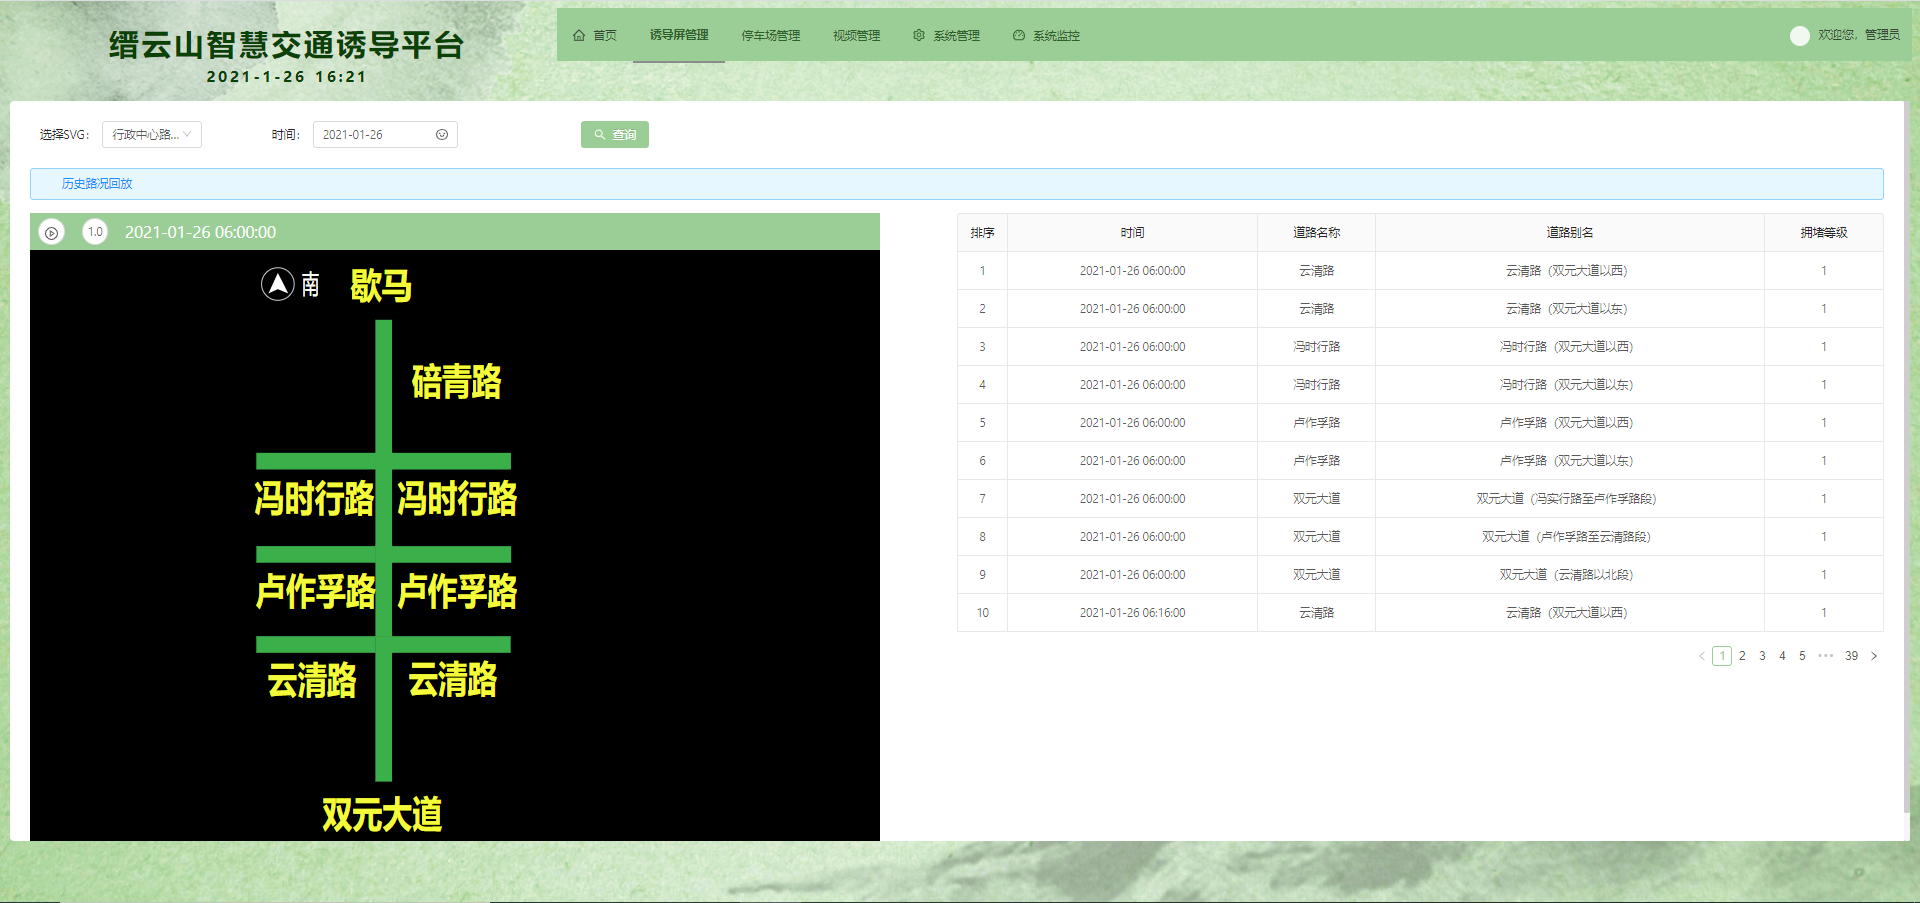 缙云山智慧交通诱导平台
2021-1-26 16:21
首页 诱导屏管理 停车场管理 视频管理 系统管理 系统监控
欢迎您，管理员
选择SVG： 行政中心路... 时间： 2021-01-26 查询
历史路况回放
1.0 2021-01-26 06:00:00
南 歇马
碚青路
冯时行路 冯时行路
卢作孚路 卢作孚路
云清路 云清路
双元大道
排序 时间 道路名称 道路别名 拥堵等级
1 2021-01-26 06:00:00 云清路 云清路（双元大道以西） 1
2 2021-01-26 06:00:00 云清路 云清路（双元大道以东） 1
3 2021-01-26 06:00:00 冯时行路 冯时行路（双元大道以西） 1
4 2021-01-26 06:00:00 冯时行路 冯时行路（双元大道以东） 1
5 2021-01-26 06:00:00 卢作孚路 卢作孚路（双元大道以西） 1
6 2021-01-26 06:00:00 卢作孚路 卢作孚路（双元大道以东） 1
7 2021-01-26 06:00:00 双元大道 双元大道（冯实行路至卢作孚路段） 1
8 2021-01-26 06:00:00 双元大道 双元大道（卢作孚路至云清路段） 1
9 2021-01-26 06:00:00 双元大道 双元大道（云清路以北段） 1
10 2021-01-26 06:16:00 云清路 云清路（双元大道以西） 1
1 2 3 4 5 ••• 39